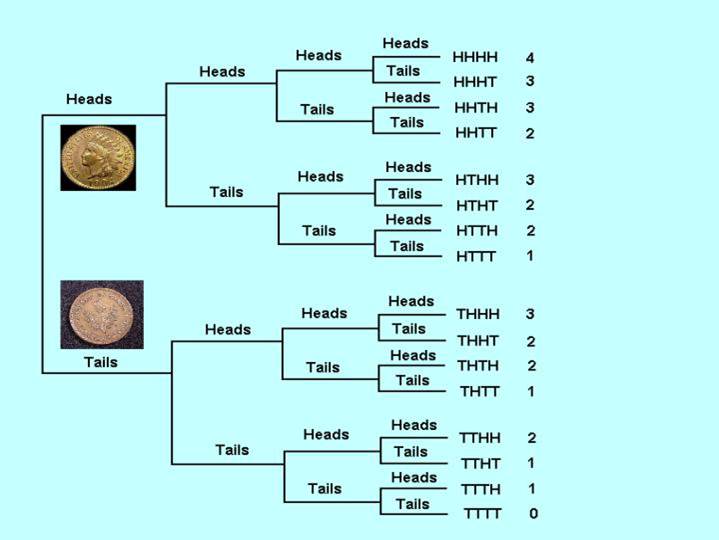 Heads
Heads
Heads
Heads
HHHH 4
Tails
HHHT 3
Tails
Heads
HHTH 3
Tails
HHTT 2
Tails
Heads
Heads
HTHH 3
Tails
HTHT 2
Tails
Heads
HTTH 2
Tails
HTTT 1
Tails
Heads
Heads
Heads
THHH 3
Tails
THHT 2
Tails
Heads
THTH 2
Tails
THTT 1
Tails
Heads
Heads
TTHH 2
Tails
TTHT 1
Tails
Heads
TTTH 1
Tails
TTTT 0